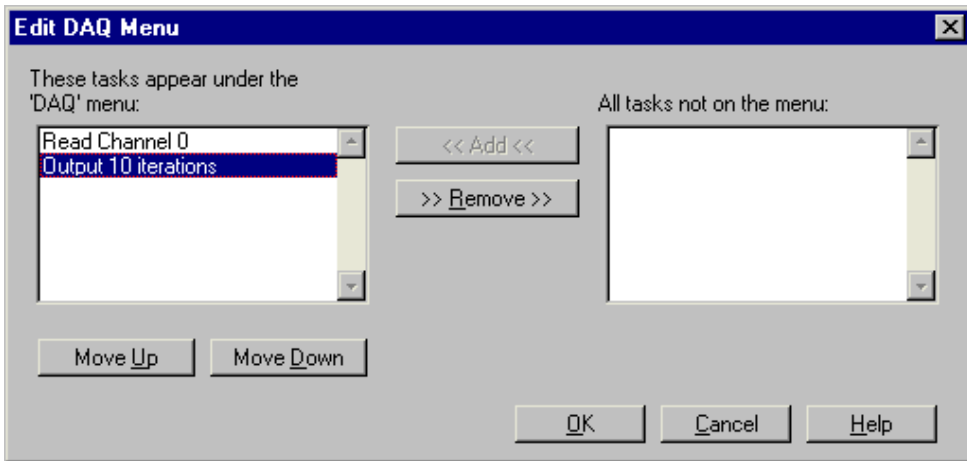 Edit DAQ Menu
These tasks appear under the
'DAQ' menu:
All tasks not on the menu:
Read Channel 0
Output 10 iterations
<< Add <<
>> Remove >>
Move Up
Move Down
OK
Cancel
Help